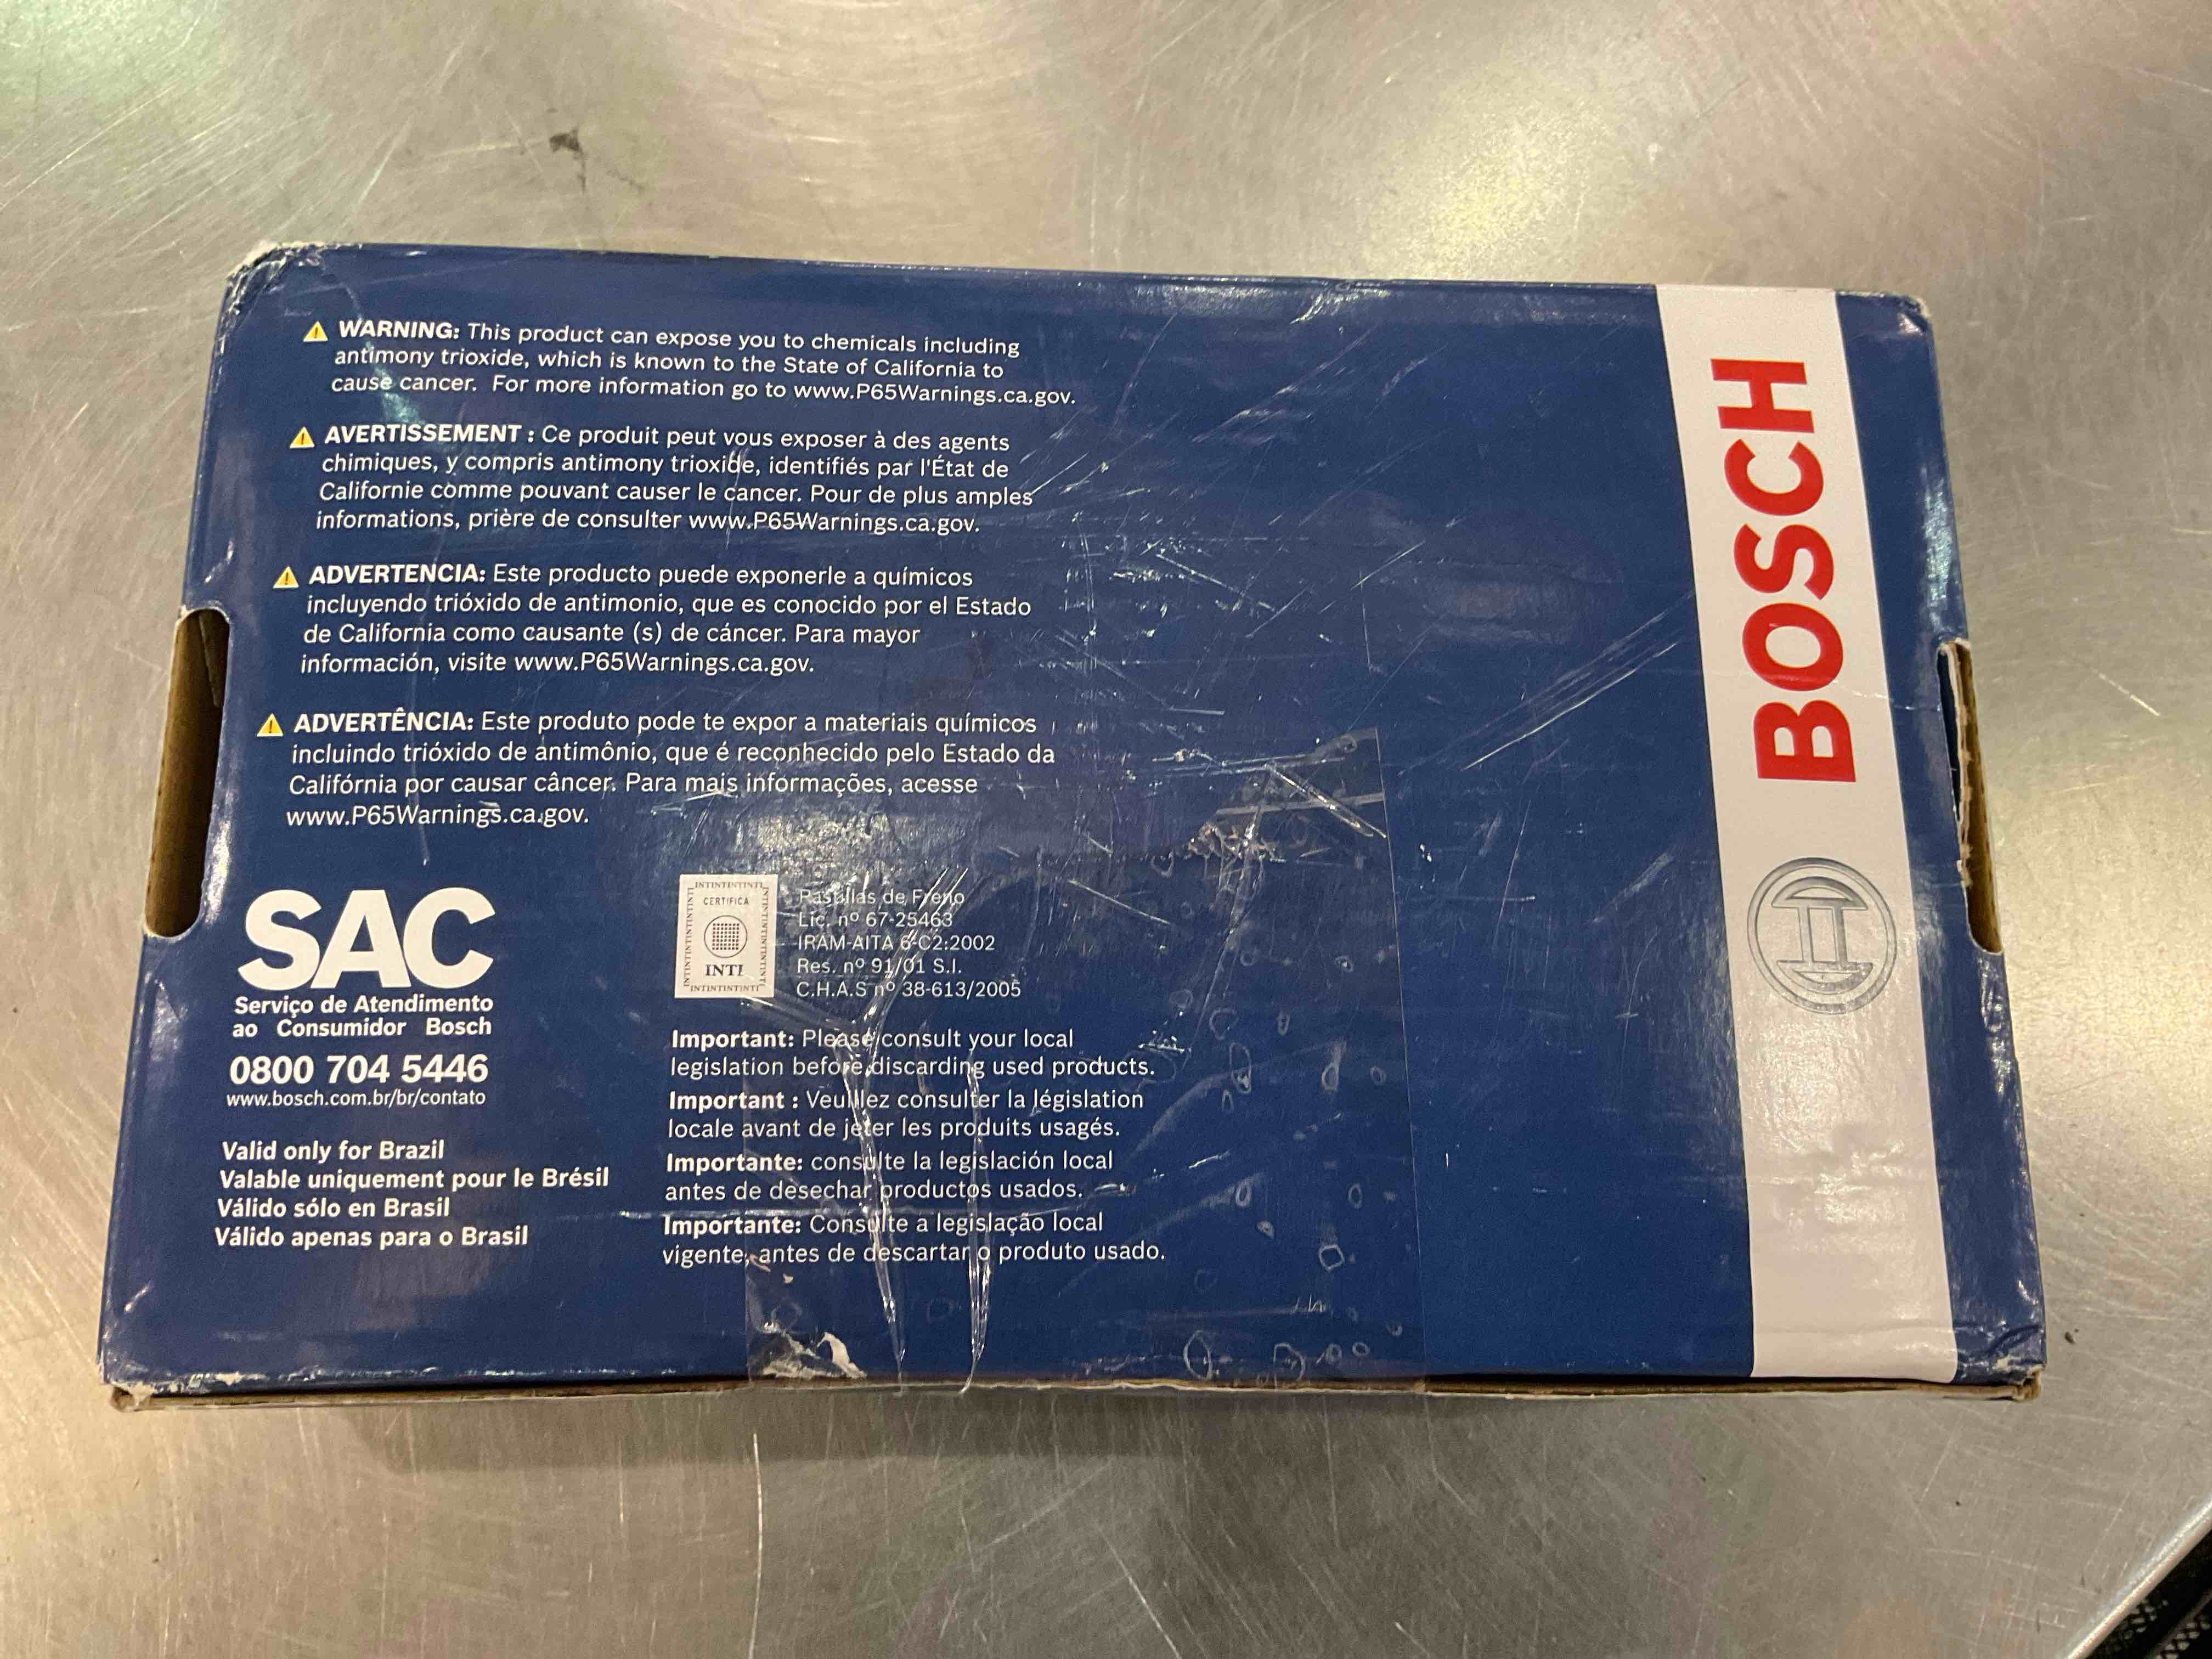 WARNING: This product can expose you to chemicals including
antimony trioxide, which is known to the State of California to
cause cancer. For more information go to www.P65Warnings.ca.gov.
AVERTISSEMENT : Ce produit peut vous exposer à des agents
chimiques, y compris antimony trioxide, identifiés par l'État de
Californie comme pouvant causer le cancer. Pour de plus amples
informations, prière de consulter www.P65Warnings.ca.gov.
ADVERTENCIA: Este producto puede exponerle a químicos
incluyendo trióxido de antimonio, que es conocido por el Estado
de California como causante (s) de cáncer. Para mayor
información, visite www.P65Warnings.ca.gov.
ADVERTÊNCIA: Este produto pode te expor a materiais químicos
incluindo trióxido de antimônio, que é reconhecido pelo Estado da
Califórnia por causar câncer. Para mais informações, acesse
www.P65Warnings.ca.gov.
SAC
Serviço de Atendimento
ao Consumidor Bosch
0800 704 5446
www.bosch.com.br/br/contato
Valid only for Brazil
Valable uniquement pour le Brésil
Válido sólo en Brasil
Válido apenas para o Brasil
CERTIFICA
INTI
Pastillas de Freno
Lic. nº 67-25463
IRAM-AITA 6-C2:2002
Res. nº 91/01 S.I.
C.H.A.S nº 38-613/2005
Important: Please consult your local
legislation before discarding used products.
Important : Veuillez consulter la législation
locale avant de jeter les produits usagés.
Importante: consulte la legislación local
antes de desechar productos usados.
Importante: Consulte a legislação local
vigente, antes de descartar o produto usado.
BOSCH